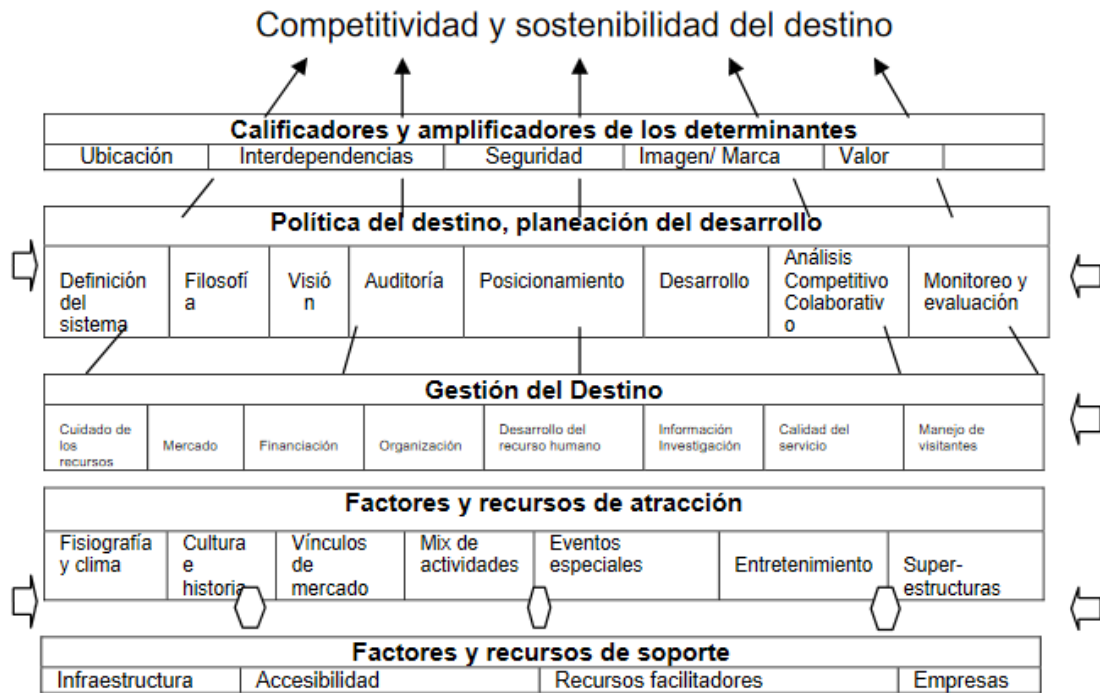 Competitividad y sostenibilidad del destino
Calificadores y amplificadores de los determinantes
Ubicación
Interdependencias
Seguridad
Imagen/ Marca
Valor
Política del destino, planeación del desarrollo
Definición
del
sistema
Filosofí
a
Visió
n
Auditoría
Posicionamiento
Desarrollo
Análisis
Competitivo
Colaborativ
o
Monitoreo y
evaluación
Gestión del Destino
Cuidado de
los
recursos
Mercado
Financiación
Organización
Desarrollo del
recurso humano
Información
Investigación
Calidad del
servicio
Manejo de
visitantes
Factores y recursos de atracción
Fisiografía
y clima
Cultura
e
historia
Vínculos
de
mercado
Mix de
actividades
Eventos
especiales
Entretenimiento
Super-
estructuras
Factores y recursos de soporte
Infraestructura
Accesibilidad
Recursos facilitadores
Empresas